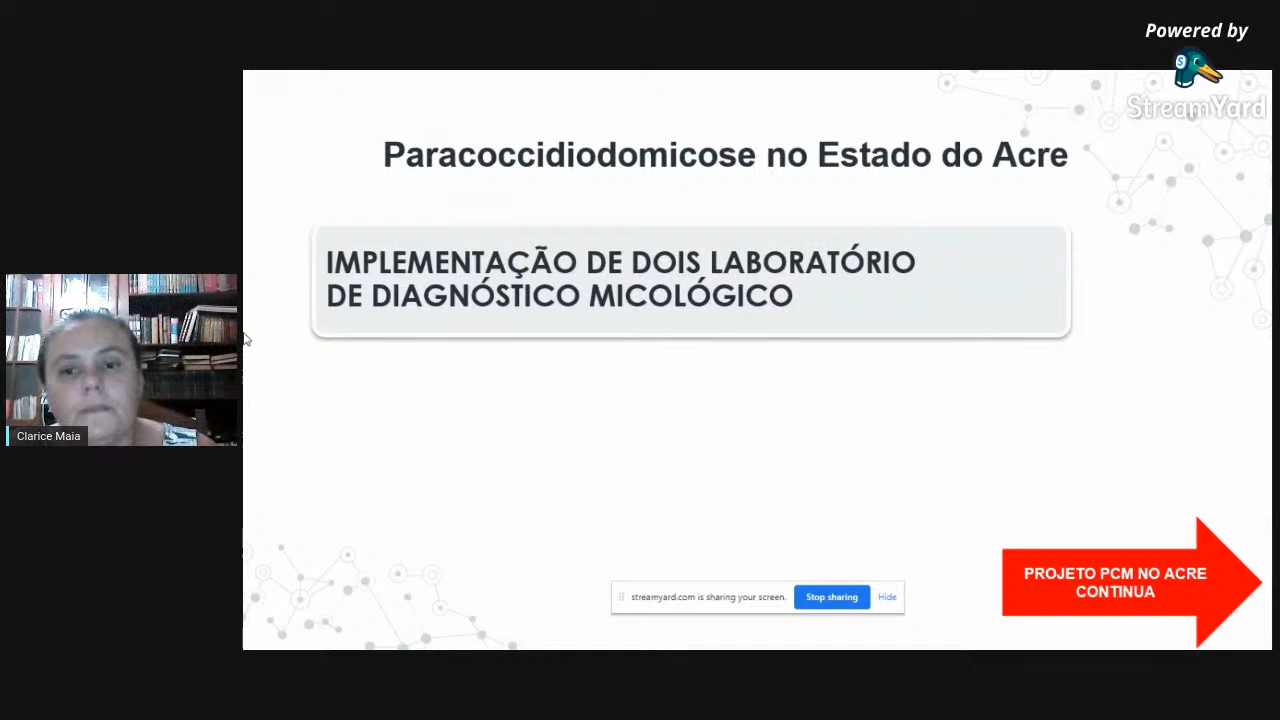 Powered by
StreamYard
Paracoccidiodomicose no Estado do Acre
IMPLEMENTAÇÃO DE DOIS LABORATÓRIO
DE DIAGNÓSTICO MICOLÓGICO
Clarice Maia
PROJETO PCM NO ACRE
CONTINUA
streamyard.com is sharing your screen.
Stop sharing
Hide